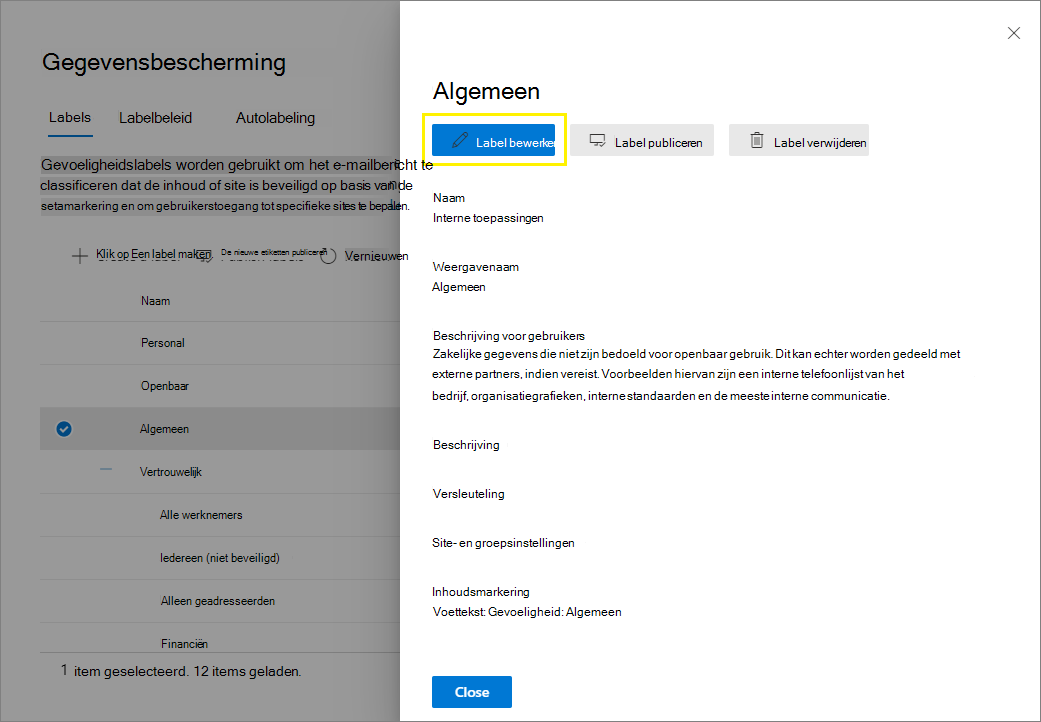 Gegevensbescherming
Labels Labelbeleid Autolabeling
Gevoeligheidslabels worden gebruikt om het e-mailbericht te
classificeren dat de inhoud of site is beveiligd op basis van de
setamarkering en om gebruikerstoegang tot specifieke sites te bepalen.
Klik op Een label maken De nieuwe etiketten publiceren Vernieuwen
Naam
Personal
Openbaar
Algemeen
Vertrouwelijk
Alle werknemers
Iedereen (niet beveiligd)
Alleen geadresseerden
Financiën
1 item geselecteerd. 12 items geladen.
Algemeen
Label bewerken Label publiceren Label verwijderen
Naam
Interne toepassingen
Weergavenaam
Algemeen
Beschrijving voor gebruikers
Zakelijke gegevens die niet zijn bedoeld voor openbaar gebruik. Dit kan echter worden gedeeld met
externe partners, indien vereist. Voorbeelden hiervan zijn een interne telefoonlijst van het
bedrijf, organisatiegrafieken, interne standaarden en de meeste interne communicatie.
Beschrijving
Versleuteling
Site- en groepsinstellingen
Inhoudsmarkering
Voettekst: Gevoeligheid: Algemeen
Close